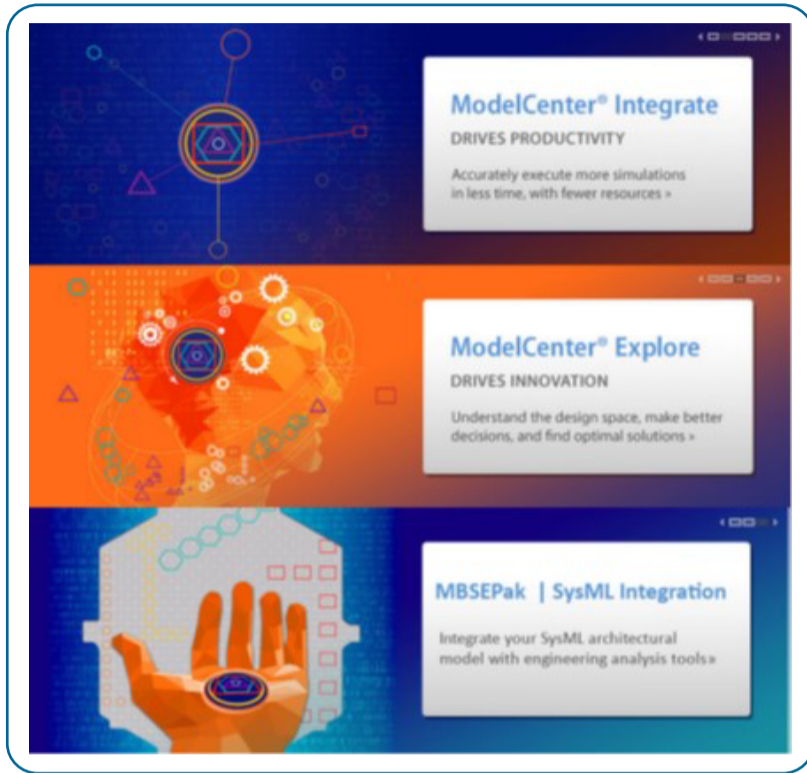 ModelCenter® Integrate
DRIVES PRODUCTIVITY
Accurately execute more simulations
in less time, with fewer resources »
ModelCenter® Explore
DRIVES INNOVATION
Understand the design space, make better
decisions, and find optimal solutions »
MBSEPak | SysML Integration
Integrate your SysML architectural
model with engineering analysis tools »